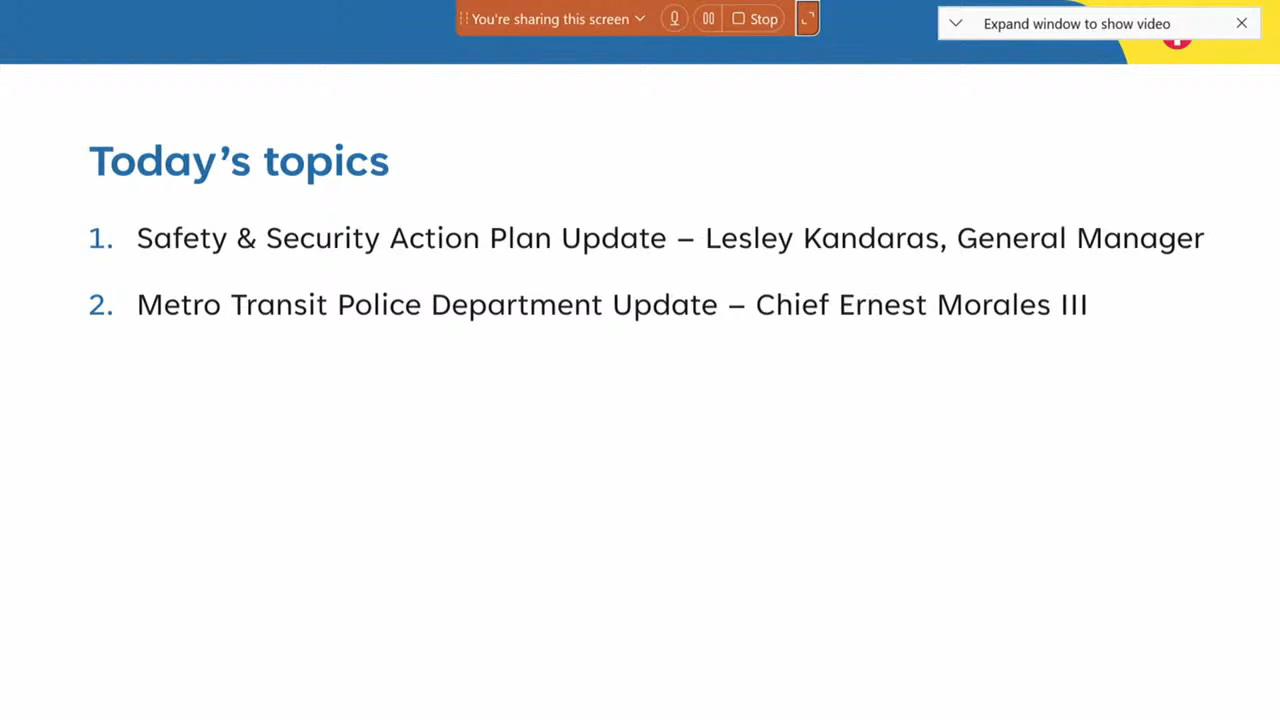 You're sharing this screen
Stop
Expand window to show video
Today’s topics
1. Safety & Security Action Plan Update – Lesley Kandaras, General Manager
2. Metro Transit Police Department Update – Chief Ernest Morales III